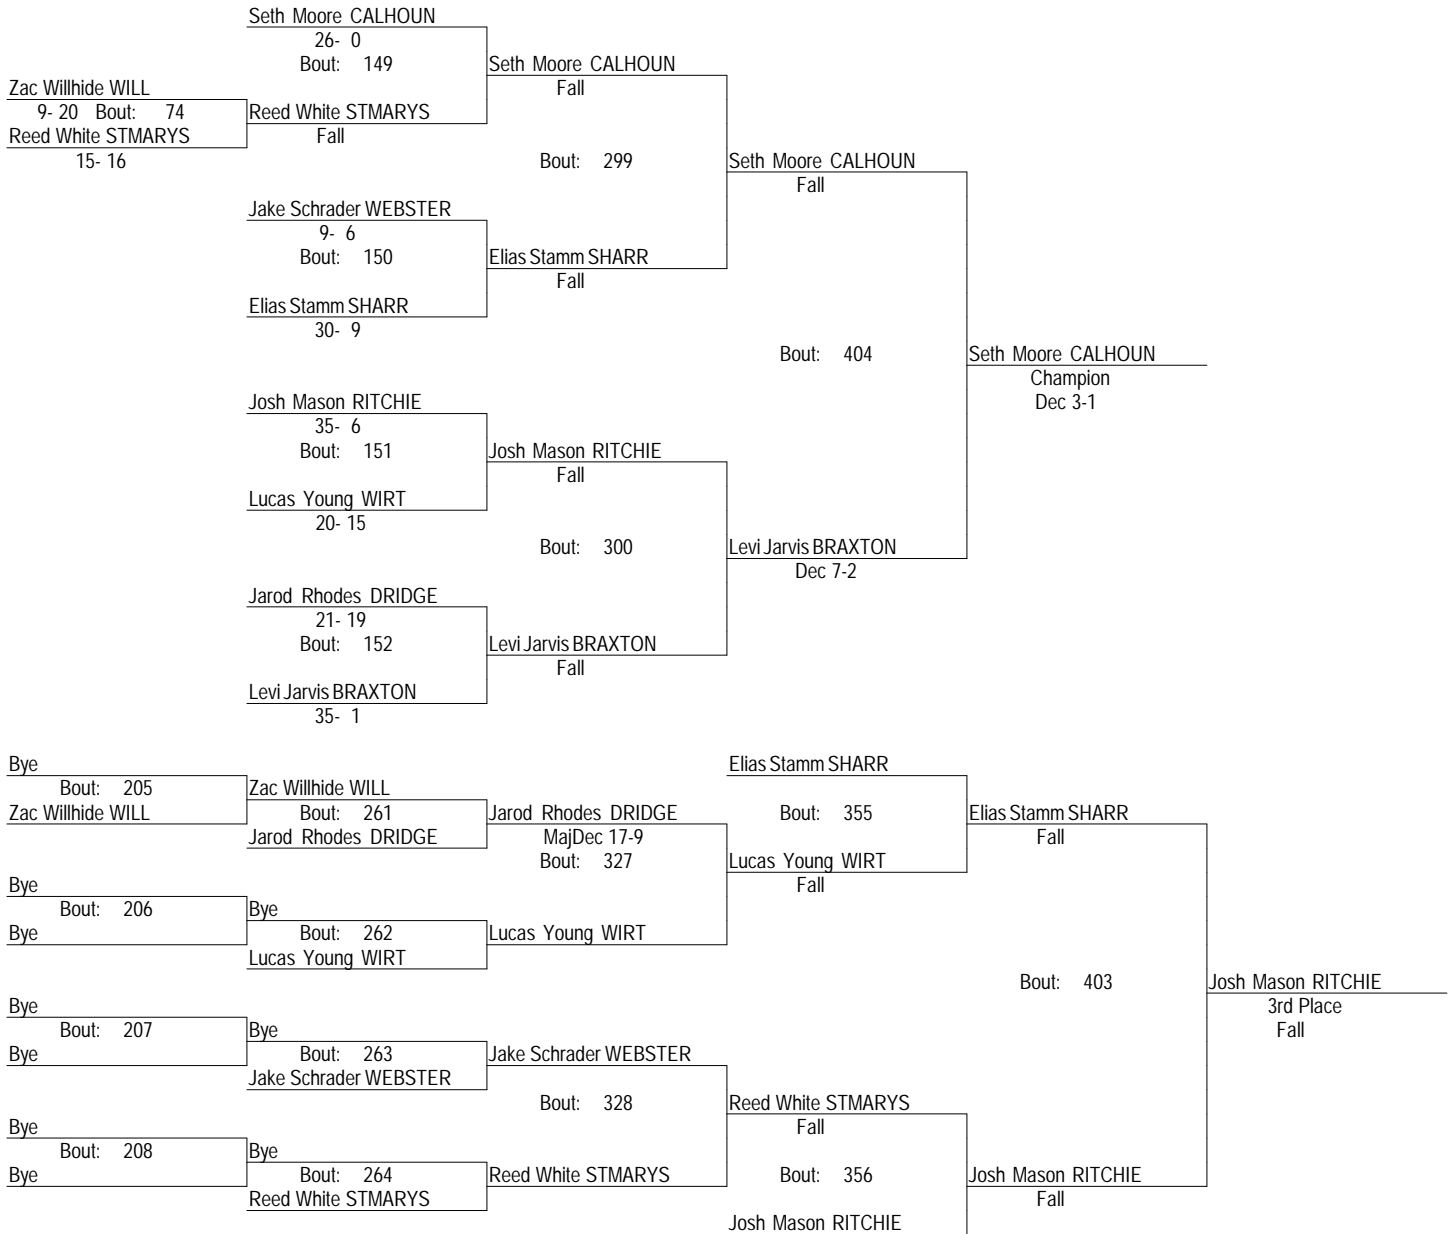 Seth Moore CALHOUN
26- 0
Bout: 149
Seth Moore CALHOUN
Fall
Zac Willhide WILL
9- 20 Bout: 74
Reed White STMARYS
Reed White STMARYS
Fall
15- 16
Bout: 299
Seth Moore CALHOUN
Fall
Jake Schrader WEBSTER
9- 6
Bout: 150
Elias Stamm SHARR
Fall
Elias Stamm SHARR
30- 9
Bout: 404
Seth Moore CALHOUN
Champion
Dec 3-1
Josh Mason RITCHIE
35- 6
Bout: 151
Josh Mason RITCHIE
Fall
Lucas Young WIRT
20- 15
Bout: 300
Levi Jarvis BRAXTON
Dec 7-2
Jarod Rhodes DRIDGE
21- 19
Bout: 152
Levi Jarvis BRAXTON
Fall
Levi Jarvis BRAXTON
35- 1
Bye
Bout: 205
Zac Willhide WILL
Zac Willhide WILL
Bout: 261
Jarod Rhodes DRIDGE
Jarod Rhodes DRIDGE
MajDec 17-9
Bout: 327
Elias Stamm SHARR
Bout: 355
Elias Stamm SHARR
Fall
Lucas Young WIRT
Fall
Bye
Bout: 206
Bye
Bye
Bout: 262
Lucas Young WIRT
Lucas Young WIRT
Bout: 403
Josh Mason RITCHIE
3rd Place
Fall
Bye
Bout: 207
Bye
Bye
Bout: 263
Jake Schrader WEBSTER
Jake Schrader WEBSTER
Bout: 328
Reed White STMARYS
Fall
Bye
Bout: 208
Bye
Bye
Bout: 264
Reed White STMARYS
Reed White STMARYS
Bout: 356
Josh Mason RITCHIE
Fall
Josh Mason RITCHIE